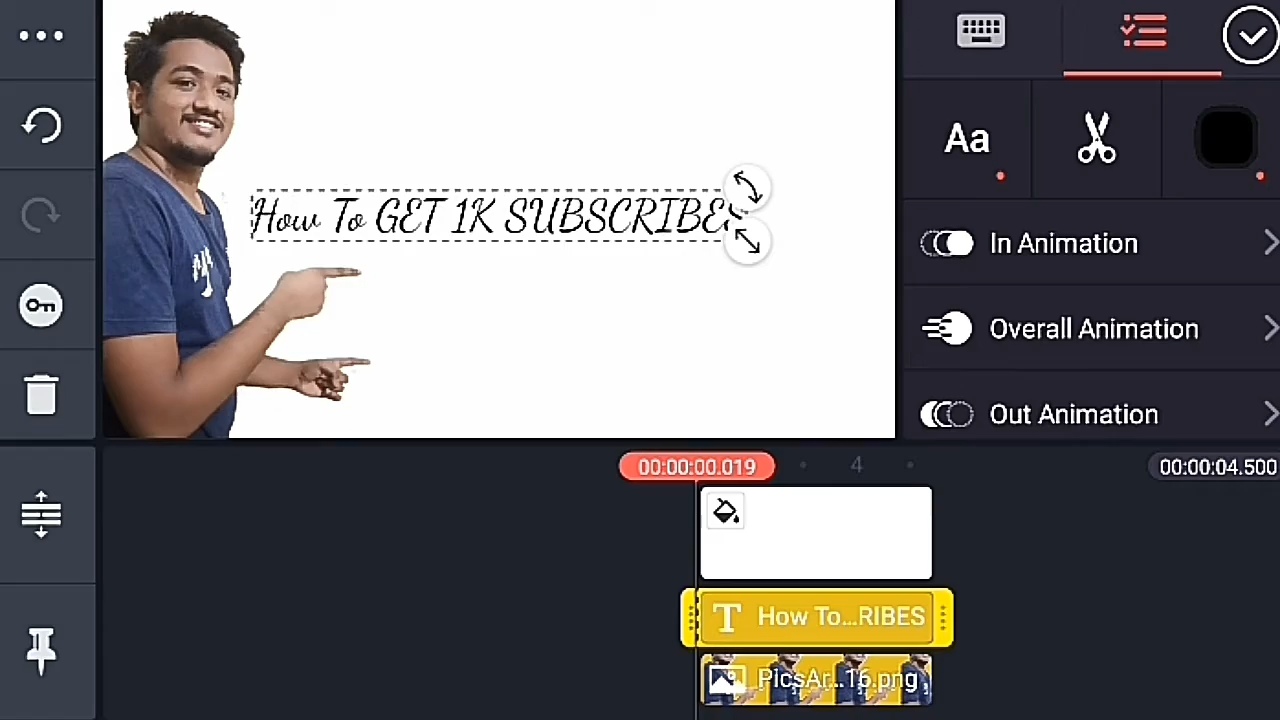 Aa
How To GET 1K SUBSCRIBES
In Animation
Overall Animation
Out Animation
00:00:00.019
4
00:00:04.500
T How To...RIBES
PicsAr...16.png